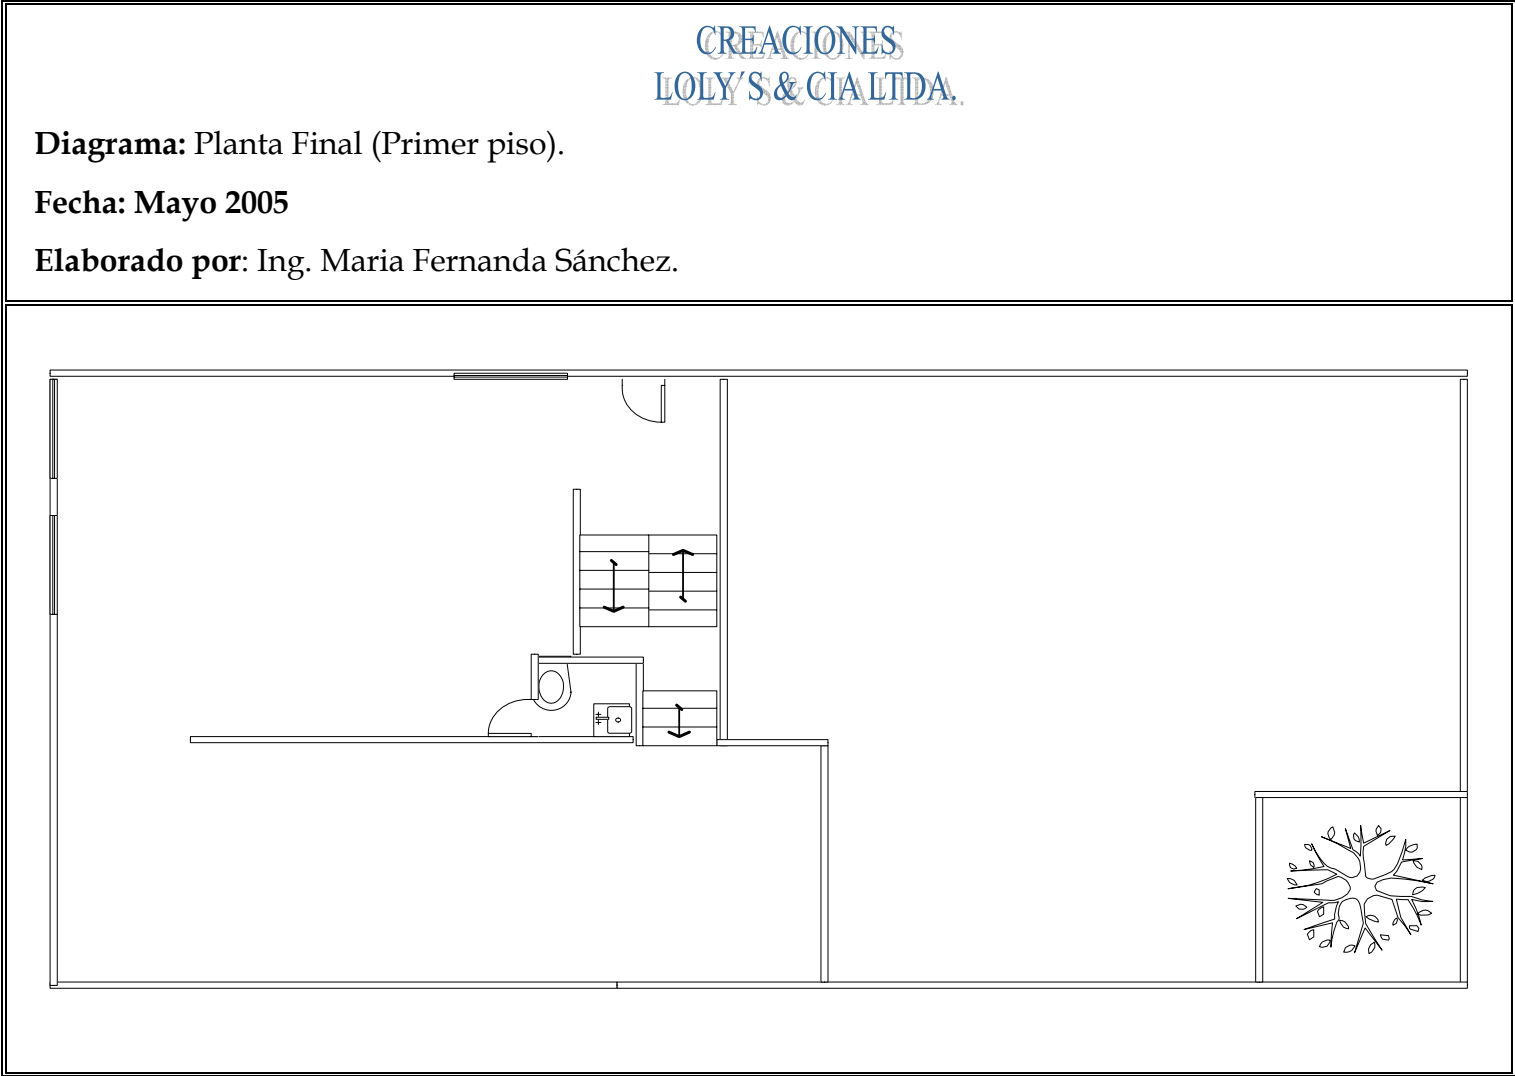 CREACIONES
LOLY´S & CIA LTDA.
Diagrama: Planta Final (Primer piso).
Fecha: Mayo 2005
Elaborado por: Ing. Maria Fernanda Sánchez.